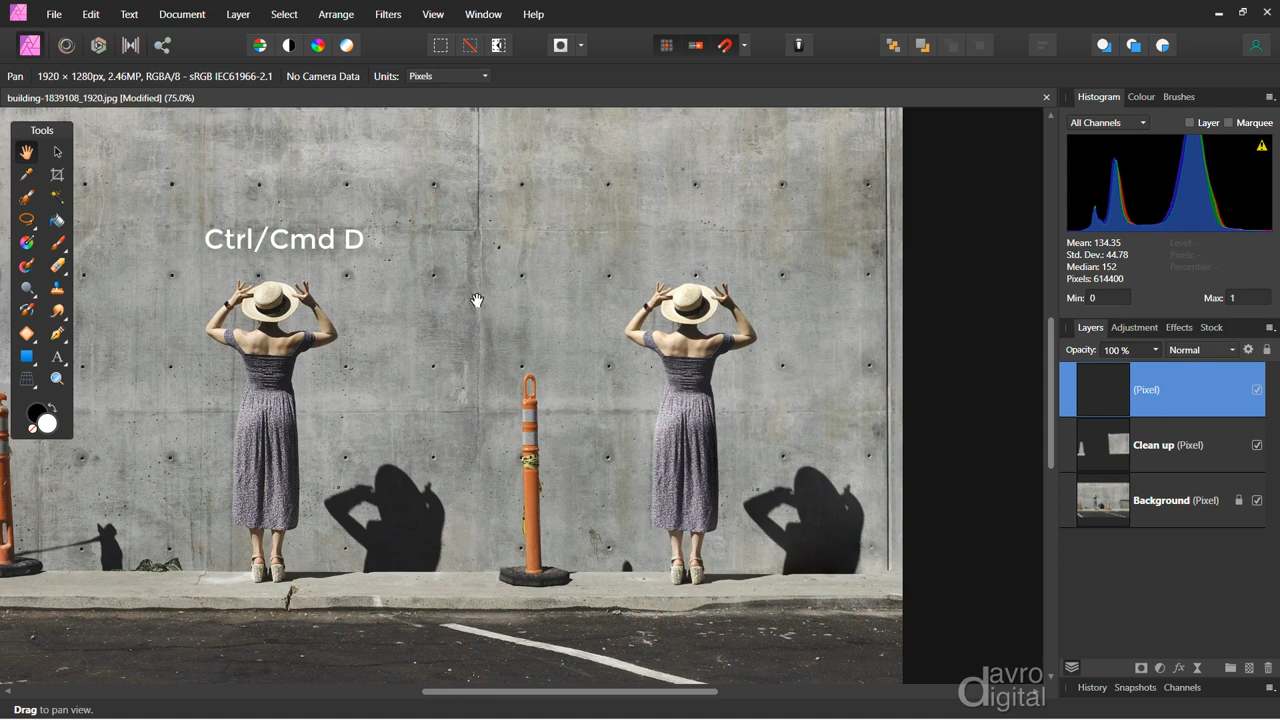 File Edit Text Document Layer Select Arrange Filters View Window Help
Pan 1920 × 1280px, 2.46MP, RGBA/8 - sRGB IEC61966-2.1 No Camera Data Units: Pixels
building-1839108_1920.jpg [Modified] (75.0%)
Histogram Colour Brushes
Tools
All Channels Layer Marquee
Ctrl/Cmd D
Mean: 134.35
Std. Dev.: 44.78
Median: 152
Pixels: 614400
Level: -
Pixels: -
Percentile: -
Min: 0 Max: 1
Layers Adjustment Effects Stock
Opacity: 100 % Normal
(Pixel)
Clean up (Pixel)
Background (Pixel)
davro
digital
History Snapshots Channels
Drag to pan view.